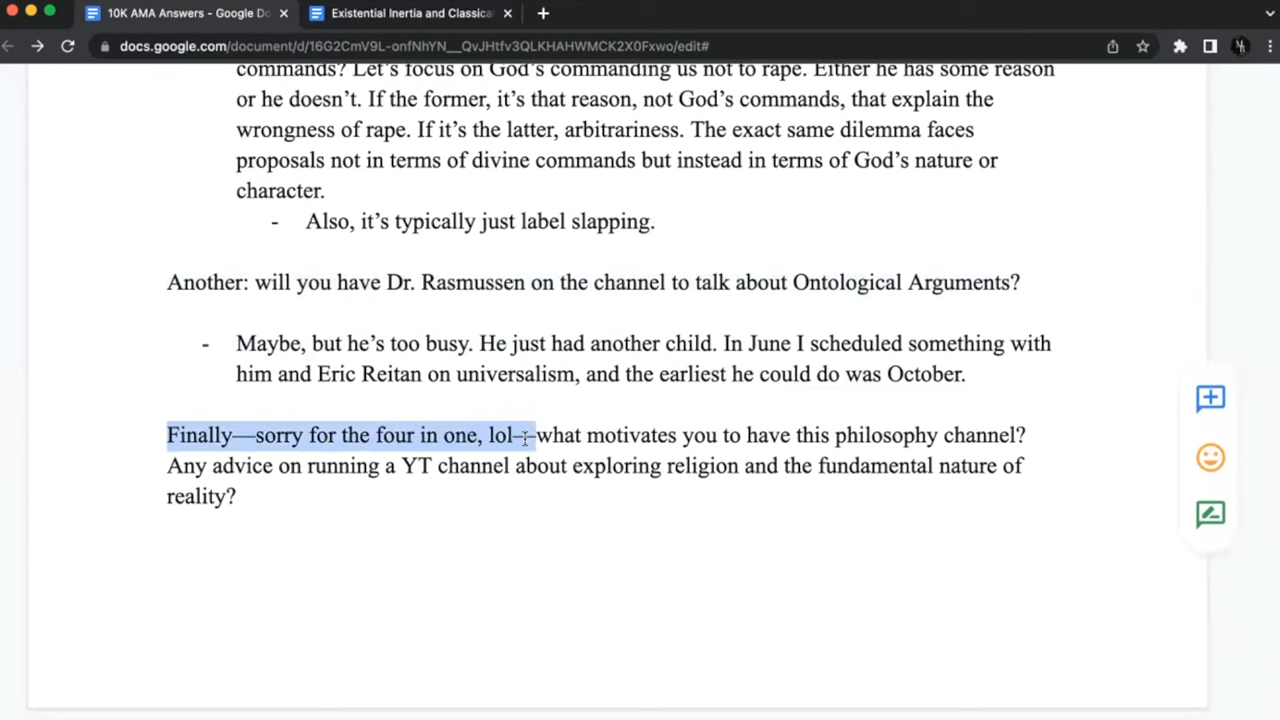 10K AMA Answers - Google Do
Existential Inertia and Classica
docs.google.com/document/d/16G2CmV9L-onfNhYN__QvJHtfv3QLKHAHWMCK2X0Fxwo/edit#
commands? Let's focus on God's commanding us not to rape. Either he has some reason
or he doesn't. If the former, it's that reason, not God's commands, that explain the
wrongness of rape. If it's the latter, arbitrariness. The exact same dilemma faces
proposals not in terms of divine commands but instead in terms of God's nature or
character.
- Also, it's typically just label slapping.
Another: will you have Dr. Rasmussen on the channel to talk about Ontological Arguments?
- Maybe, but he's too busy. He just had another child. In June I scheduled something with
him and Eric Reitan on universalism, and the earliest he could do was October.
Finally—sorry for the four in one, lol—what motivates you to have this philosophy channel?
Any advice on running a YT channel about exploring religion and the fundamental nature of
reality?